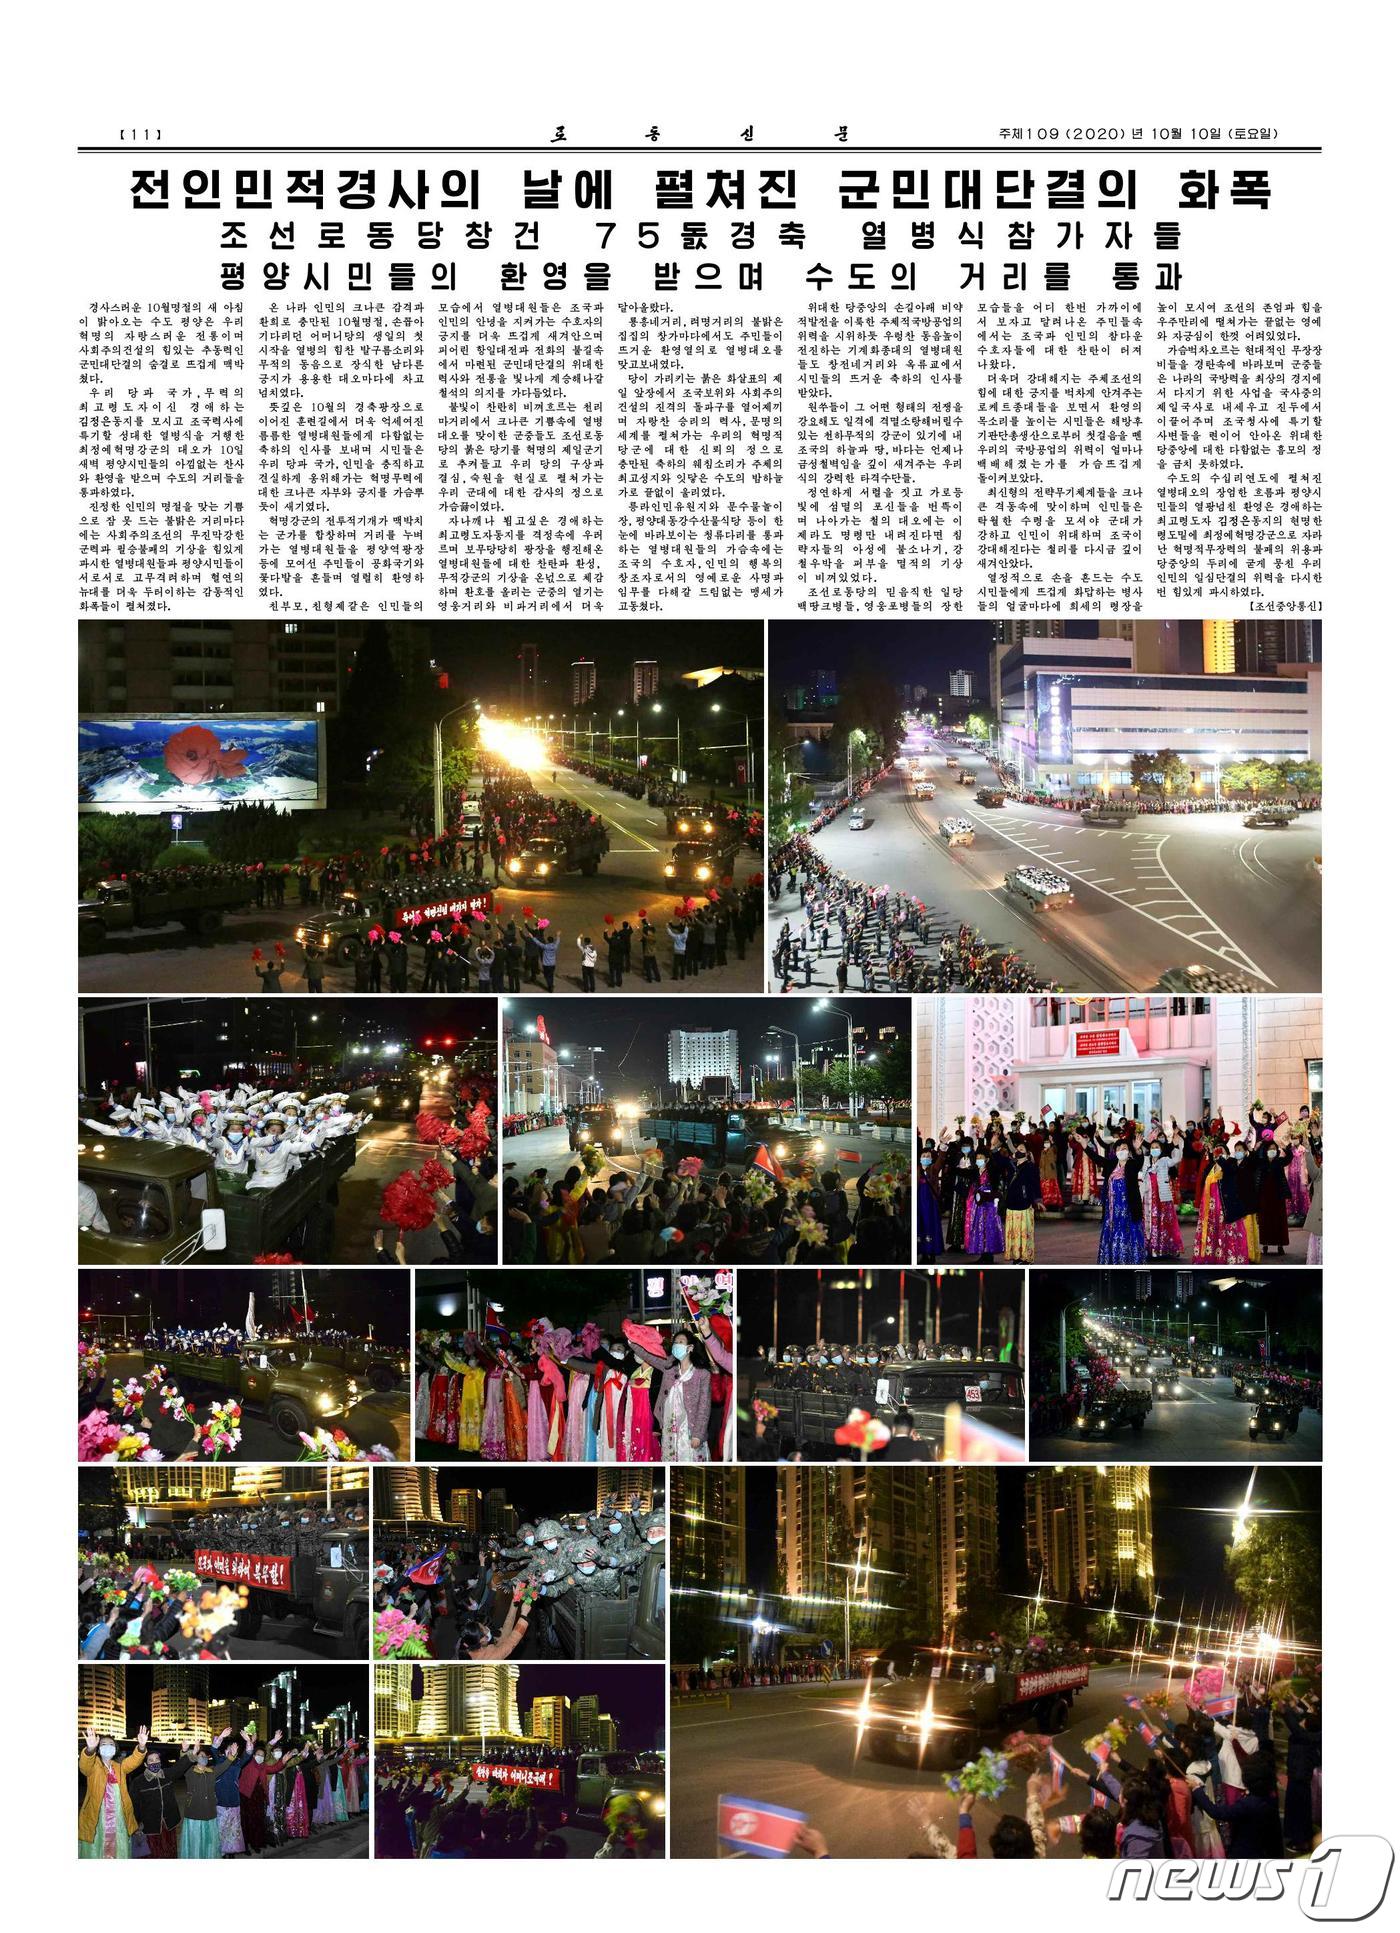 【11】
로동신문
주체109 (2020) 년 10월 10일 (토요일)
전인민적경사의 날에 펼쳐진 군민대단결의 화폭
조선로동당창건 75돐경축 열병식참가자들
평양시민들의 환영을 받으며 수도의 거리를 통과
경사스러운 10월명절의 새 아침
이 밝아오는 수도 평양은 우리
혁명의 자랑스러운 전통이며
사회주의건설의 힘있는 추동력인
군민대단결의 숨결로 뜨겁게 맥박
쳤다.
우리 당과 국가,무력의
최고령도자이신 경애하는
김정은동지를 모시고 조국력사에
특기할 성대한 열병식을 거행한
최정예혁명강군의 대오가 10일
새벽 평양시민들의 아낌없는 찬사
와 환영을 받으며 수도의 거리들을
통과하였다.
진정한 인민의 명절을 맞는 기쁨
으로 잠 못 드는 불밝은 거리마다
에는 사회주의조선의 무진막강한
군력과 필승불패의 기상을 힘있게
파시한 열병대원들과 평양시민들이
서로서로 고무격려하며 혈연의
뉴대를 더욱 두터이하는 감동적인
화폭들이 펼쳐졌다.
온 나라 인민의 크나큰 감격과
환희로 충만된 10월명절,손꼽아
기다리던 어머니당의 생일의 첫
시작을 열병의 힘찬 발구름소리와
무적의 동음으로 장식한 남다른
긍지가 용용한 대오마다에 차고
넘치였다.
뜻깊은 10월의 경축광장으로
이어진 훈련길에서 더욱 억세어진
름름한 열병대원들에게 다함없는
축하의 인사를 보내며 시민들은
우리 당과 국가,인민을 충직하고
견실하게 옹위해가는 혁명무력에
대한 크나큰 자부와 긍지를 가슴뿌
듯이 새기였다.
혁명강군의 전투적기개가 맥박치
는 군가를 합창하며 거리를 누벼
가는 열병대원들을 평양역광장
등에 모여선 주민들이 공화국기와
꽃다발을 흔들며 열렬히 환영하
였다.
친부모,친형제같은 인민들의
모습에서 열병대원들은 조국과
인민의 안녕을 지켜가는 수호자의
긍지를 더욱 뜨겁게 새겨안으며
피어린 항일대전과 전화의 불길속
에서 마련된 군민대단결의 위대한
력사와 전통을 빛나게 계승해나갈
철석의 의지를 가다듬었다.
불빛이 찬란히 비껴흐르는 천리
마거리에서 크나큰 기쁨속에 열병
대오를 맞이한 군중들도 조선로동
당의 붉은 당기를 혁명의 제일군기
로 추켜들고 우리 당의 구상과
결심,숙원을 현실로 펼쳐가는
우리 군대에 대한 감사의 정으로
가슴끓이였다.
자나깨나 뵙고싶은 경애하는
최고령도자동지를 격정속에 우러
르며 보무당당히 광장을 행진해온
열병대원들에 대한 찬탄과 환성,
무적강군의 기상을 온넋으로 체감
하며 환호를 올리는 군중의 열기는
영웅거리와 비파거리에서 더욱
달아올랐다.
룡흥네거리,려명거리의 불밝은
집집의 창가마다에서도 주민들이
뜨거운 환영열의로 열병대오를
맞고보내였다.
당이 가리키는 붉은 화살표의 제
일 앞장에서 조국보위와 사회주의
건설의 진격의 돌파구를 열어제끼
며 자랑찬 승리의 력사,문명의
세계를 펼쳐가는 우리의 혁명적
당군에 대한 신뢰의 정으로
충만된 축하의 웨침소리가 주체의
최고성지와 잇닿은 수도의 밤하늘
가로 끝없이 울리였다.
릉라인민유원지와 문수물놀이
장,평양대동강수산물식당 등이 한
눈에 바라보이는 청류다리를 통과
하는 열병대원들의 가슴속에는
조국의 수호자,인민의 행복의
창조자로서의 영예로운 사명과
임무를 다해갈 드림없는 맹세가
고동쳤다.
위대한 당중앙의 손길아래 비약
적발전을 이룩한 주체적국방공업의
위력을 시위하듯 우렁찬 동음높이
전진하는 기계화종대의 열병대원
들도 창전네거리와 옥류교에서
시민들의 뜨거운 축하의 인사를
받았다.
원쑤들이 그 어떤 형태의 전쟁을
강요해도 일격에 격멸소탕해버릴수
있는 천하무적의 강군이 있기에 내
조국의 하늘과 땅,바다는 언제나
금성철벽임을 깊이 새겨주는 우리
식의 강력한 타격수단들.
정연하게 서렬을 짓고 가로등
빛에 섬멸의 포신들을 번뜩이
며 나아가는 철의 대오에는 이
제라도 명령만 내려진다면 침
략자들의 아성에 불소나기,강
철우박을 퍼부을 멸적의 기상
이 비껴있었다.
조선로동당의 믿음직한 일당
백땅크병들,영웅포병들의 장한
모습들을 어디 한번 가까이에
서 보자고 달려나온 주민들속
에서는 조국과 인민의 참다운
수호자들에 대한 찬탄이 터져
나왔다.
더욱더 강대해지는 주체조선의
힘에 대한 긍지를 벅차게 안겨주는
로케트종대들을 보면서 환영의
목소리를 높이는 시민들은 해방후
기관단총생산으로부터 첫걸음을 뗀
우리의 국방공업의 위력이 얼마나
백배해졌는가를 가슴뜨겁게
돌이켜보았다.
최신형의 전략무기체계들을 크나
큰 격동속에 맞이하며 인민들은
탁월한 수령을 모셔야 군대가
강하고 인민이 위대하며 조국이
강대해진다는 철리를 다시금 깊이
새겨안았다.
열정적으로 손을 흔드는 수도
시민들에게 뜨겁게 화답하는 병사
들의 얼굴마다에 희세의 령장을
높이 모시여 조선의 존엄과 힘을
우주만리에 떨쳐가는 끝없는 영예
와 자긍심이 한껏 어려있었다.
가슴벅차오르는 현대적인 무장장
비들을 경탄속에 바라보며 군중들
은 나라의 국방력을 최상의 경지에
서 다지기 위한 사업을 국사중의
제일국사로 내세우고 진두에서
이끌어주며 조국청사에 특기할
사변들을 련이어 안아온 위대한
당중앙에 대한 다함없는 흠모의 정
을 금치 못하였다.
수도의 수십리연도에 펼쳐진
열병대오의 장엄한 흐름과 평양시
민들의 열광넘친 환영은 경애하는
최고령도자 김정은동지의 현명한
령도밑에 최정예혁명강군으로 자라
난 혁명적무장력의 불패의 위용과
당중앙의 두리에 굳게 뭉친 우리
인민의 일심단결의 위력을 다시한
번 힘있게 과시하였다.
【조선중앙통신】
453
조국과 인민을 위하여 복무함!
news1